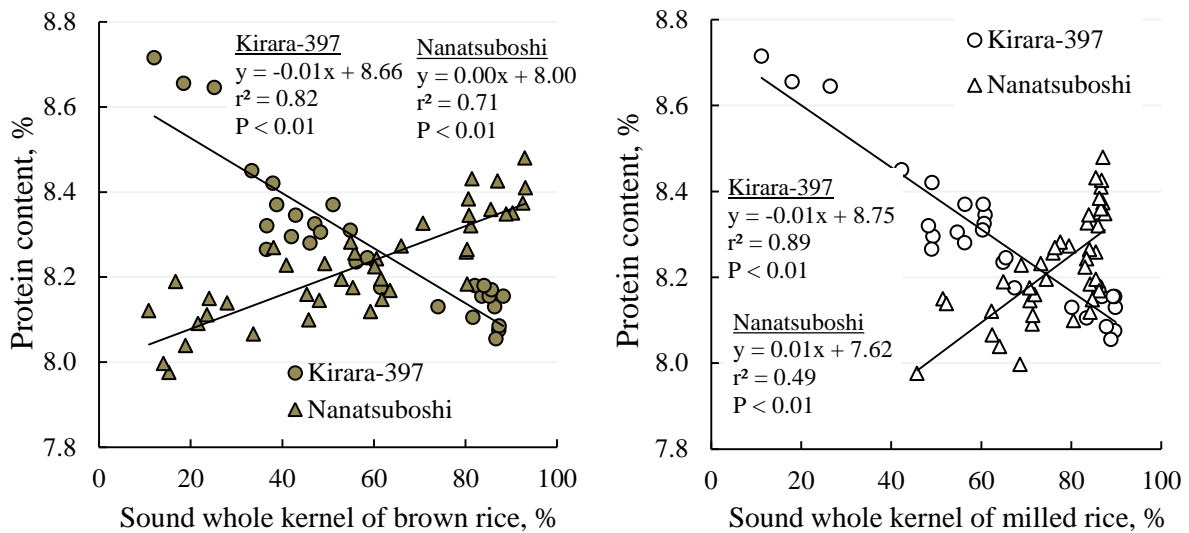 8.8
8.6
8.4
8.2
8.0
7.8
Protein content, %
Kirara-397
y = -0.01x + 8.66
r² = 0.82
P < 0.01
Nanatsuboshi
y = 0.00x + 8.00
r² = 0.71
P < 0.01
Kirara-397
Nanatsuboshi
0 20 40 60 80 100
Sound whole kernel of brown rice, %
8.8
8.6
8.4
8.2
8.0
7.8
Protein content, %
Kirara-397
Nanatsuboshi
Kirara-397
y = -0.01x + 8.75
r² = 0.89
P < 0.01
Nanatsuboshi
y = 0.01x + 7.62
r² = 0.49
P < 0.01
0 20 40 60 80 100
Sound whole kernel of milled rice, %